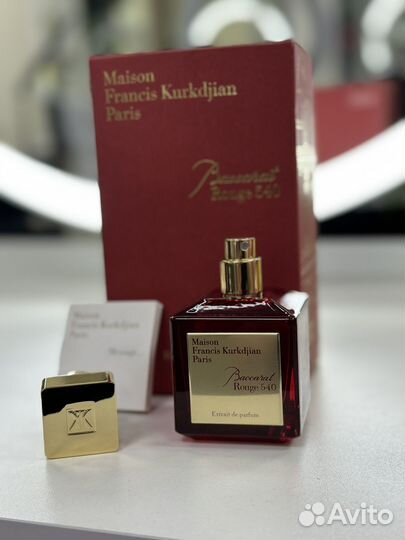 Maison
Francis Kurkdjian
Paris
Baccarat
Rouge 540
Maison
Francis Kurkdjian
Paris
Message...
Maison
Francis Kurkdjian
Paris
Baccarat
Rouge 540
Extrait de parfum
Avito